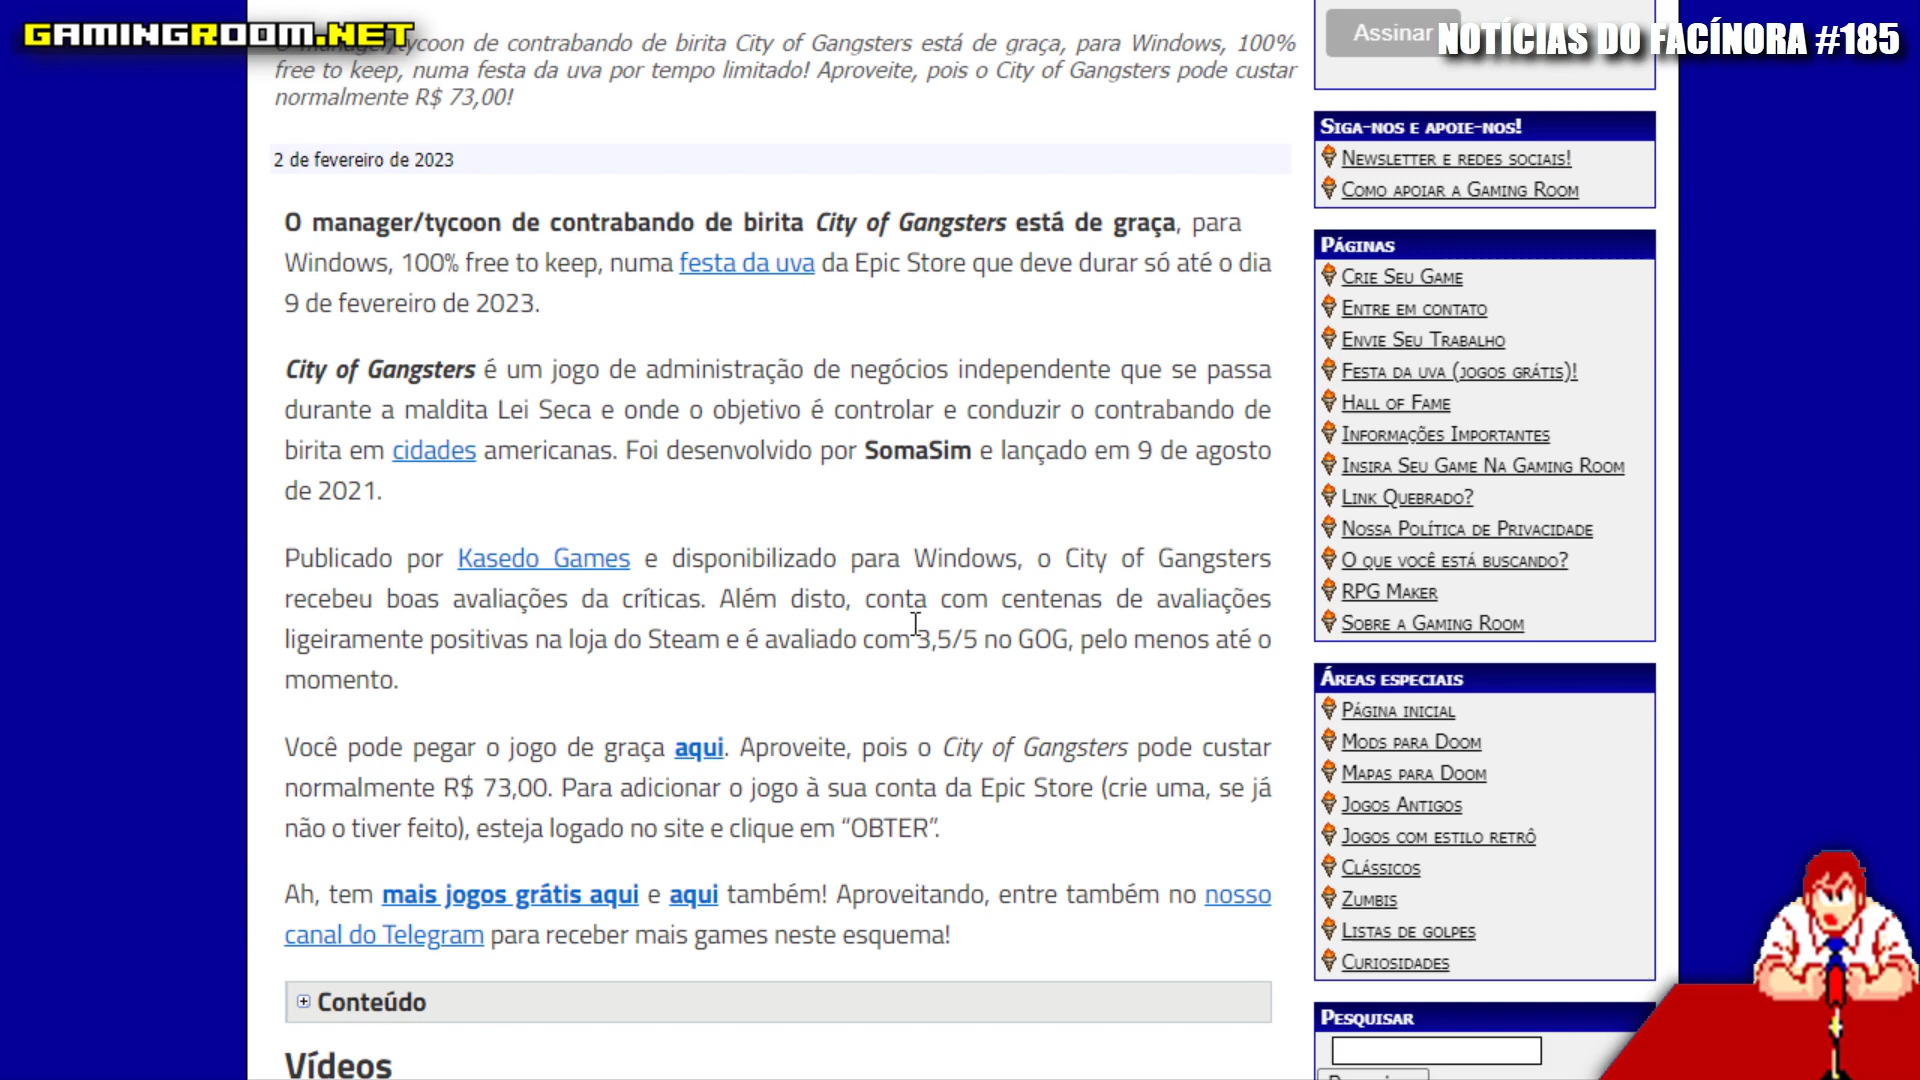 GAMINGROOM.NET
NOTÍCIAS DO FACÍNORA #185
O manager/tycoon de contrabando de birita City of Gangsters está de graça, para Windows, 100%
free to keep, numa festa da uva por tempo limitado! Aproveite, pois o City of Gangsters pode custar
normalmente R$ 73,00!
2 de fevereiro de 2023
O manager/tycoon de contrabando de birita City of Gangsters está de graça, para
Windows, 100% free to keep, numa festa da uva da Epic Store que deve durar só até o dia
9 de fevereiro de 2023.
City of Gangsters é um jogo de administração de negócios independente que se passa
durante a maldita Lei Seca e onde o objetivo é controlar e conduzir o contrabando de
birita em cidades americanas. Foi desenvolvido por SomaSim e lançado em 9 de agosto
de 2021.
Publicado por Kasedo Games e disponibilizado para Windows, o City of Gangsters
recebeu boas avaliações da críticas. Além disto, conta com centenas de avaliações
ligeiramente positivas na loja do Steam e é avaliado com 3,5/5 no GOG, pelo menos até o
momento.
Você pode pegar o jogo de graça aqui. Aproveite, pois o City of Gangsters pode custar
normalmente R$ 73,00. Para adicionar o jogo à sua conta da Epic Store (crie uma, se já
não o tiver feito), esteja logado no site e clique em “OBTER”.
Ah, tem mais jogos grátis aqui e aqui também! Aproveitando, entre também no nosso
canal do Telegram para receber mais games neste esquema!
Conteúdo
Vídeos
Assinar
Siga-nos e apoie-nos!
Newsletter e redes sociais!
Como apoiar a Gaming Room
Páginas
Crie Seu Game
Entre em contato
Envie Seu Trabalho
Festa da uva (jogos grátis)!
Hall of Fame
Informações Importantes
Insira Seu Game Na Gaming Room
Link Quebrado?
Nossa Política de Privacidade
O que você está buscando?
RPG Maker
Sobre a Gaming Room
Áreas especiais
Página inicial
Mods para Doom
Mapas para Doom
Jogos Antigos
Jogos com estilo retrô
Clássicos
Zumbis
Listas de golpes
Curiosidades
Pesquisar